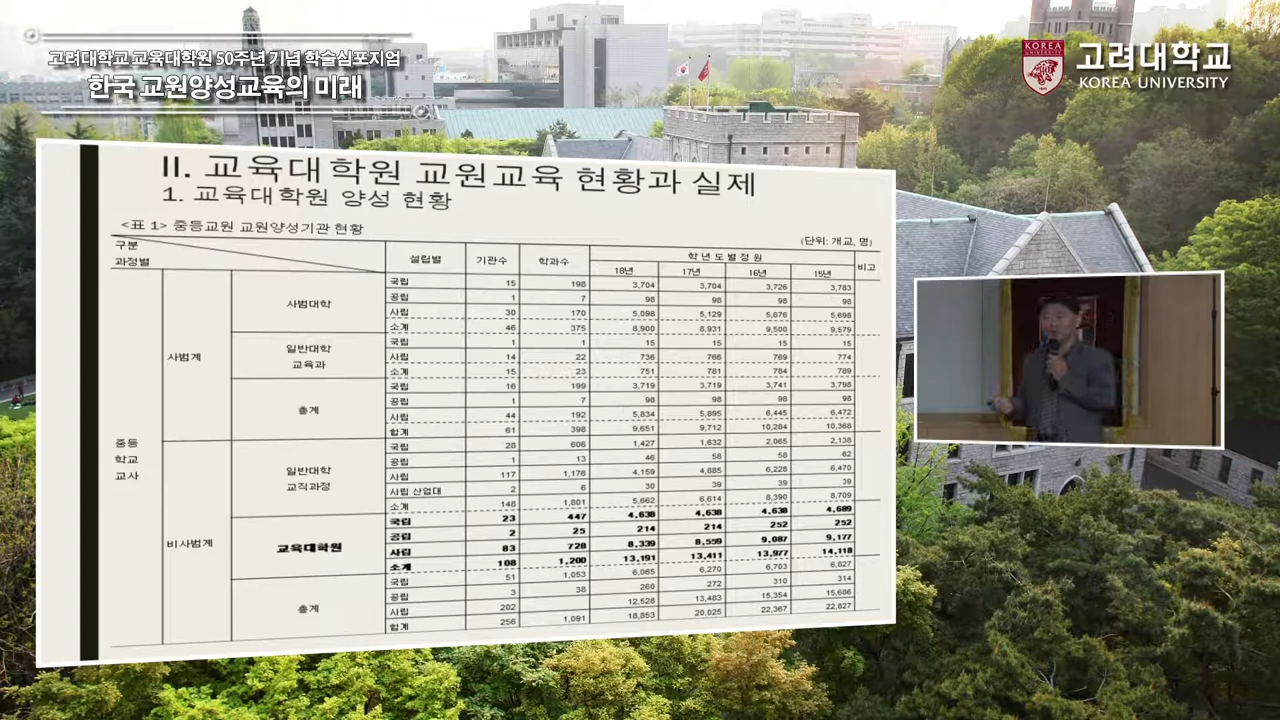 고려대학교 교육대학원 50주년 기념 학술심포지엄
한국 교원양성교육의 미래
KOREA
고려대학교
KOREA UNIVERSITY
II. 교육대학원 교원교육 현황과 실제
1. 교육대학원 양성 현황
<표 1> 중등교원 교원양성기관 현황
(단위: 개교, 명)
구분 설립별 기관수 학과수 학년도별정원 비고
과정별 18년 17년 16년 15년
중등 학교 교사
사범계
사범대학
국립 15 198 3,704 3,704 3,726 3,783
공립 1 7 98 98 98 98
사립 30 170 5,098 5,129 5,676 5,698
소계 46 375 8,900 8,931 9,500 9,579
일반대학 교육과
국립 1 1 15 15 15 15
사립 14 22 736 766 769 774
소계 15 23 751 781 784 789
총계
국립 16 199 3,719 3,719 3,741 3,798
공립 1 7 98 98 98 98
사립 44 192 5,834 5,895 6,445 6,472
합계 61 398 9,651 9,712 10,284 10,368
비사범계
일반대학 교직과정
국립 28 606 1,427 1,632 2,065 2,138
공립 1 13 46 58 58 62
사립 117 1,176 4,159 4,885 6,228 6,470
사립 산업대 2 6 30 39 39 39
소계 148 1,801 5,662 6,614 8,390 8,709
교육대학원
국립 23 447 4,638 4,638 4,638 4,689
공립 2 25 214 214 252 252
사립 83 728 8,339 8,559 9,087 9,177
소계 108 1,200 13,191 13,411 13,977 14,118
총계
국립 51 1,053 6,065 6,270 6,703 6,827
공립 3 38 260 272 310 314
사립 202 12,528 13,483 15,354 15,686
합계 256 1,091 18,853 20,025 22,367 22,827